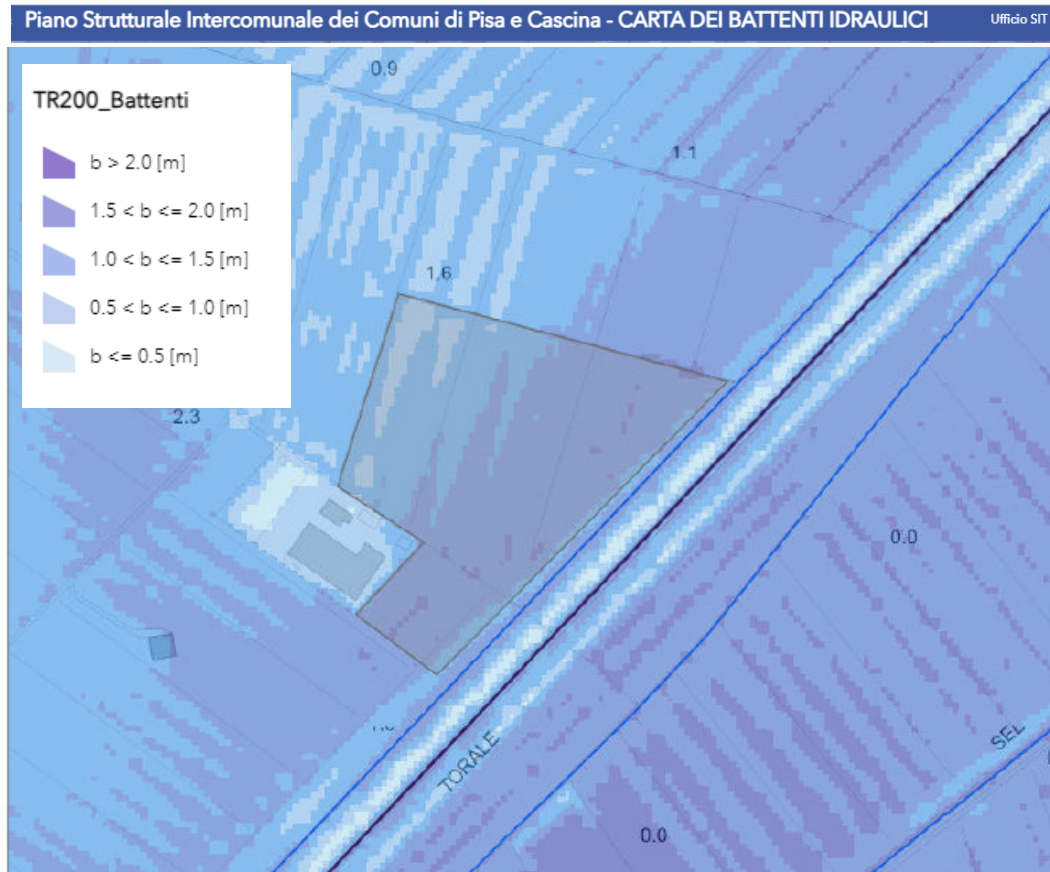 Piano Strutturale Intercomunale dei Comuni di Pisa e Cascina - CARTA DEI BATTENTI IDRAULICI
Ufficio SIT
TR200_Battenti
b > 2.0 [m]
1.5 < b <= 2.0 [m]
1.0 < b <= 1.5 [m]
0.5 < b <= 1.0 [m]
b <= 0.5 [m]
0.9
1.1
1.6
2.3
0.0
TORALE
SEL
0.0